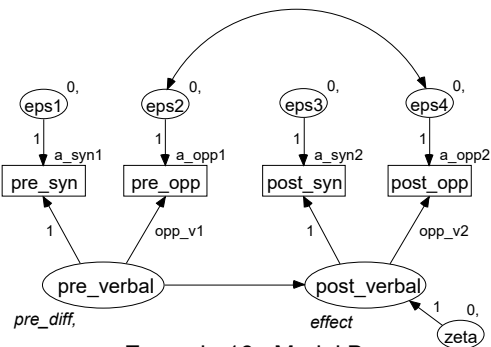 0, 0, 0, 0,
eps1 eps2 eps3 eps4
1 1 1 1
a_syn1 a_opp1 a_syn2 a_opp2
pre_syn pre_opp post_syn post_opp
1 opp_v1 1 opp_v2
pre_verbal post_verbal
pre_diff, effect
1 0,
zeta